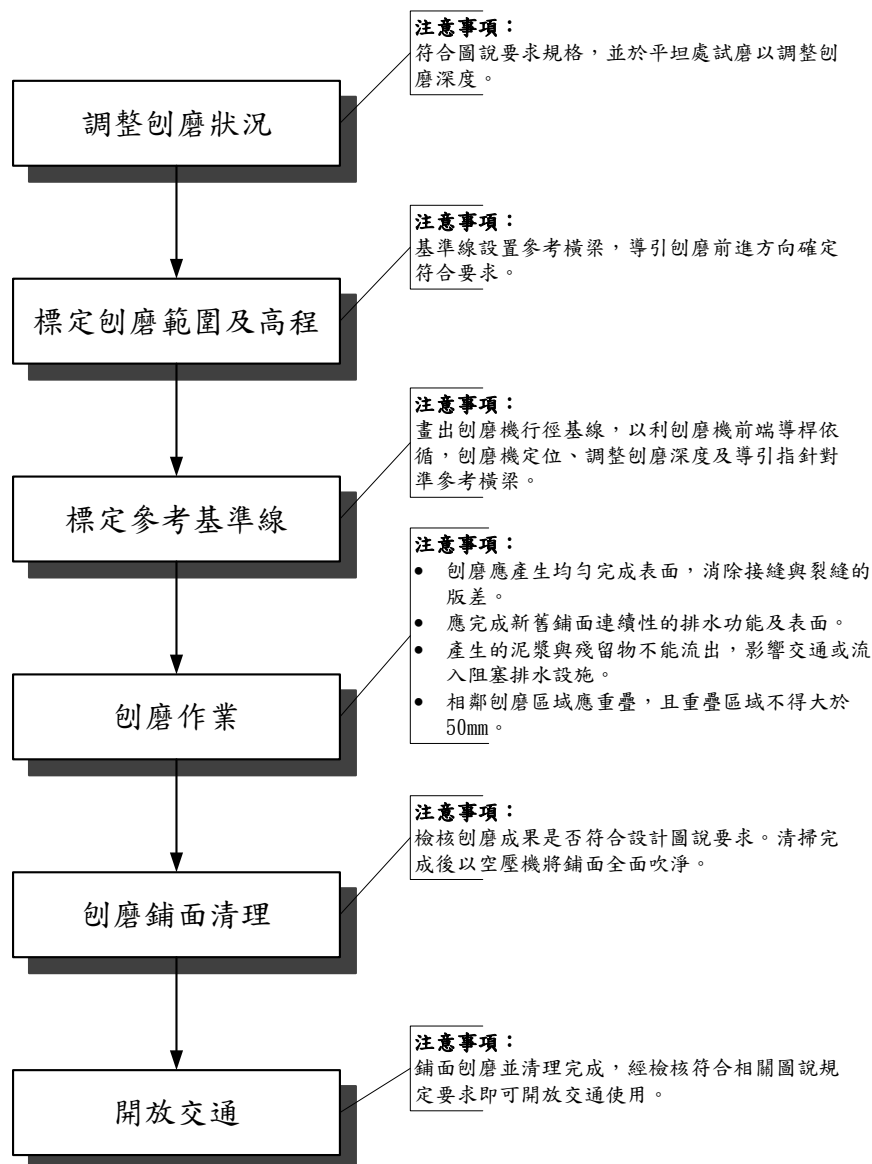 注意事項：
符合圖說要求規格，並於平坦處試磨以調整刨
磨深度。
調整刨磨狀況
注意事項：
基準線設置參考橫梁，導引刨磨前進方向確定
符合要求。
標定刨磨範圍及高程
注意事項：
畫出刨磨機行徑基線，以利刨磨機前端導桿依
循，刨磨機定位、調整刨磨深度及導引指針對
準參考橫梁。
標定參考基準線
注意事項：
• 刨磨應產生均勻完成表面，消除接縫與裂縫的
版差。
• 應完成新舊鋪面連續性的排水功能及表面。
• 產生的泥漿與殘留物不能流出，影響交通或流
入阻塞排水設施。
• 相鄰刨磨區域應重疊，且重疊區域不得大於
50mm。
刨磨作業
注意事項：
檢核刨磨成果是否符合設計圖說要求。清掃完
成後以空壓機將鋪面全面吹淨。
刨磨鋪面清理
注意事項：
鋪面刨磨並清理完成，經檢核符合相關圖說規
定要求即可開放交通使用。
開放交通